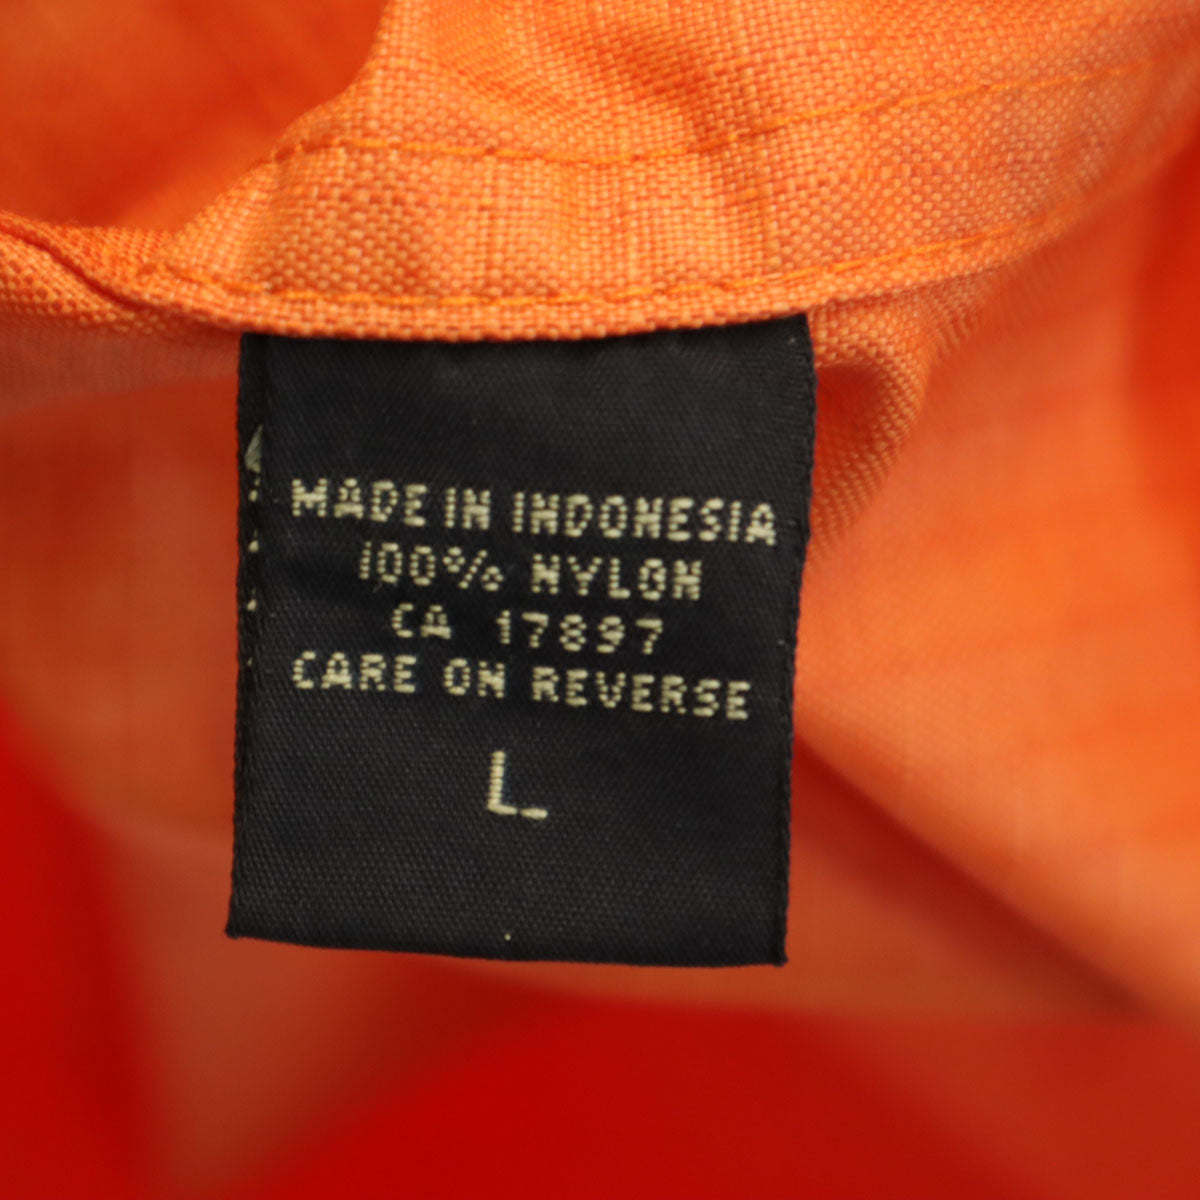 MADE IN INDONESIA
100% NYLON
CA 17897
CARE ON REVERSE
L